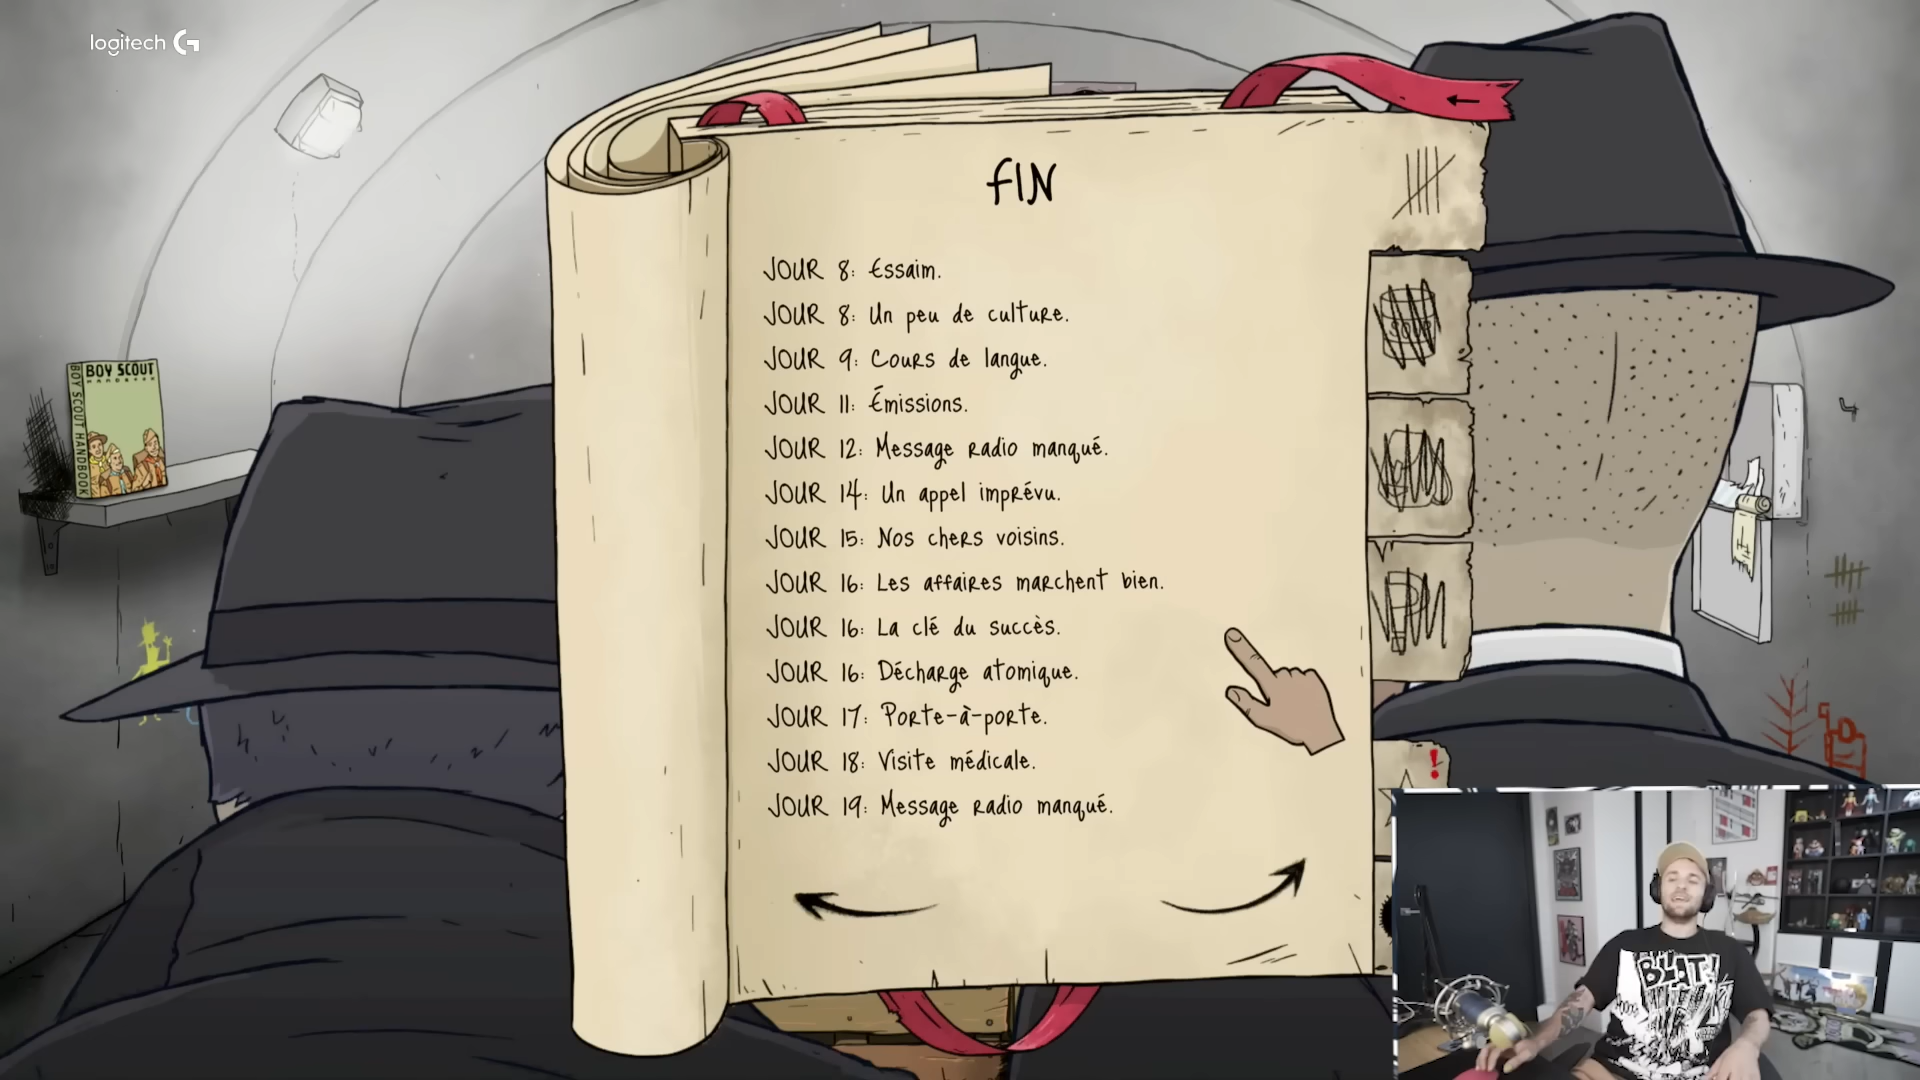 logitech G
FIN
JOUR 8: Essaim.
JOUR 8: Un peu de culture.
JOUR 9: Cours de langue.
JOUR 11: Émissions.
JOUR 12: Message radio manqué.
JOUR 14: Un appel imprévu.
JOUR 15: Nos chers voisins.
JOUR 16: Les affaires marchent bien.
JOUR 16: La clé du succès.
JOUR 16: Décharge atomique.
JOUR 17: Porte-à-porte.
JOUR 18: Visite médicale.
JOUR 19: Message radio manqué.
BOY SCOUT
HANDBOOK
BOY SCOUT HANDBOOK
SOUP
!